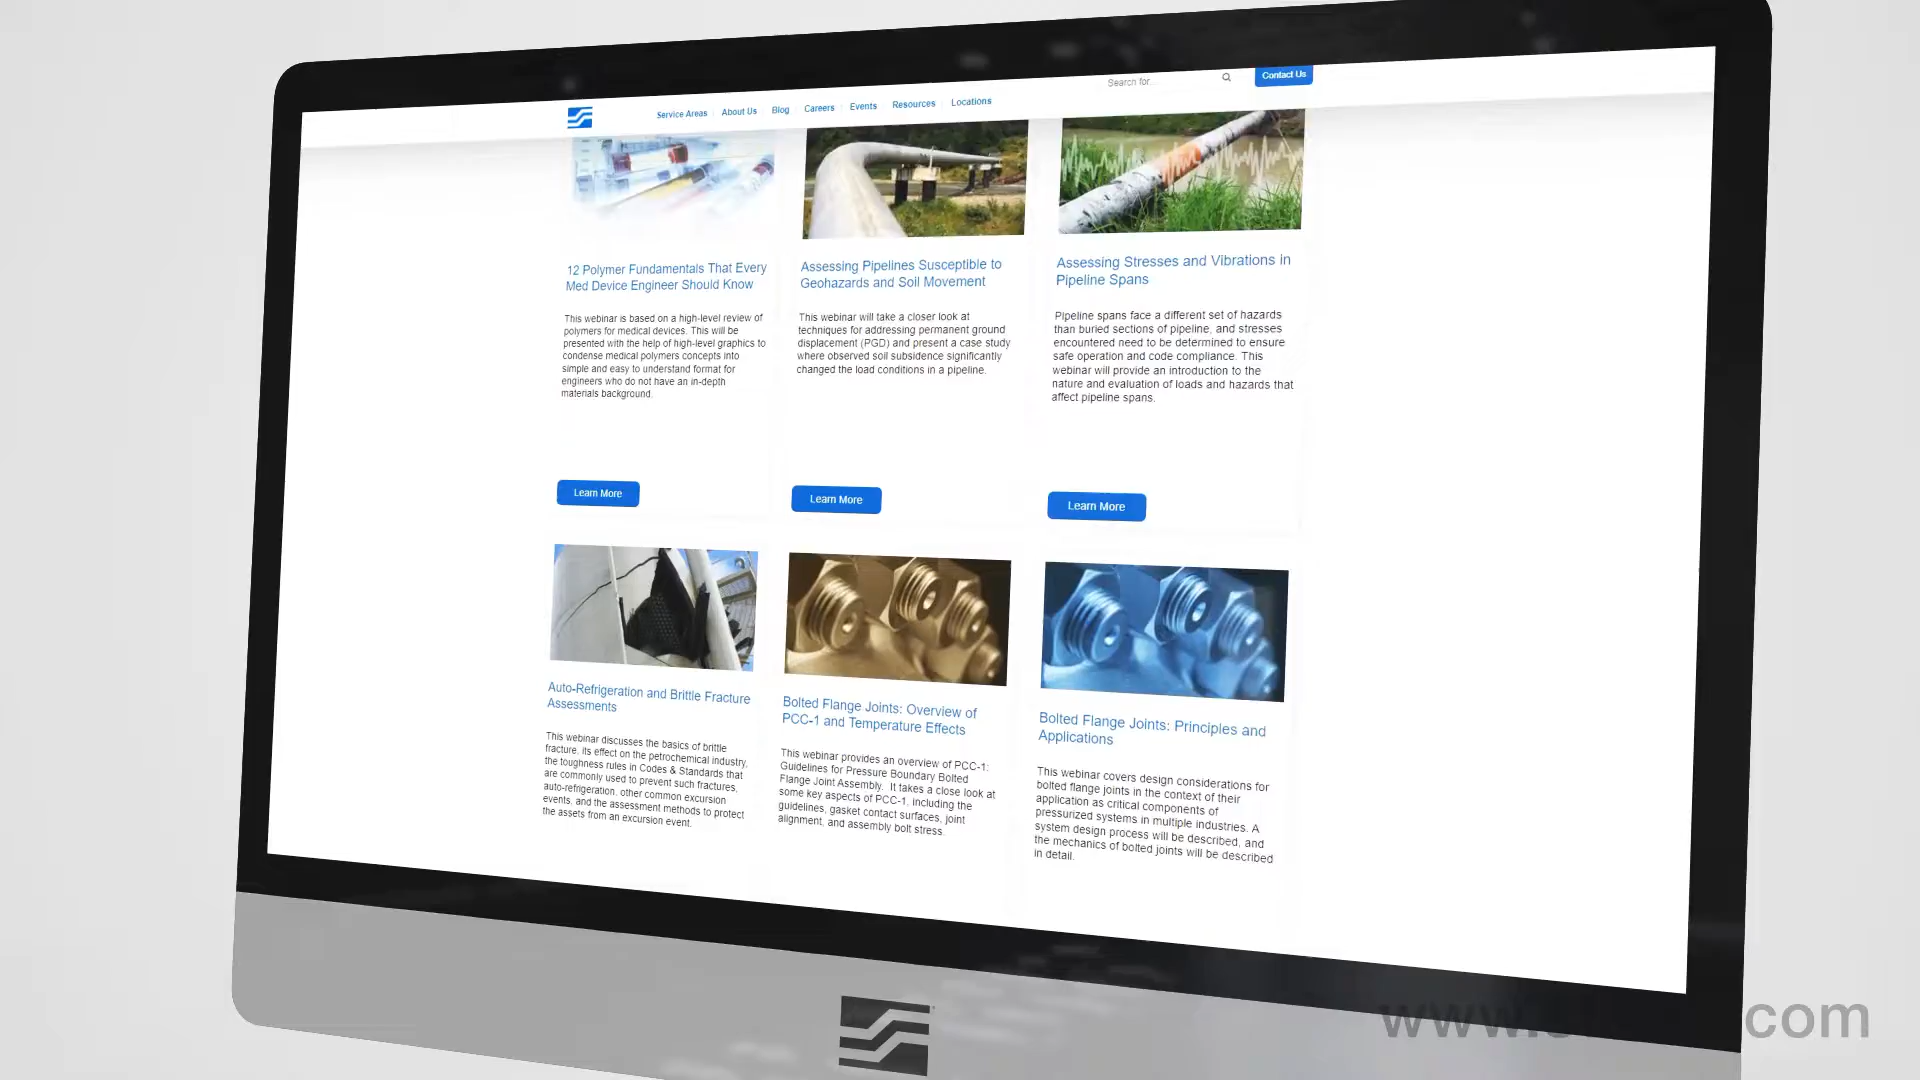 Search for...
Contact Us
Service Areas
About Us
Blog
Careers
Events
Resources
Locations
12 Polymer Fundamentals That Every
Med Device Engineer Should Know
This webinar is based on a high-level review of
polymers for medical devices. This will be
presented with the help of high-level graphics to
condense medical polymers concepts into
simple and easy to understand format for
engineers who do not have an in-depth
materials background.
Learn More
Assessing Pipelines Susceptible to
Geohazards and Soil Movement
This webinar will take a closer look at
techniques for addressing permanent ground
displacement (PGD) and present a case study
where observed soil subsidence significantly
changed the load conditions in a pipeline.
Learn More
Assessing Stresses and Vibrations in
Pipeline Spans
Pipeline spans face a different set of hazards
than buried sections of pipeline, and stresses
encountered need to be determined to ensure
safe operation and code compliance. This
webinar will provide an introduction to the
nature and evaluation of loads and hazards that
affect pipeline spans.
Learn More
Auto-Refrigeration and Brittle Fracture
Assessments
This webinar discusses the basics of brittle
fracture, its effect on the petrochemical industry,
the toughness rules in Codes & Standards that
are commonly used to prevent such fractures,
auto-refrigeration, other common excursion
events, and the assessment methods to protect
the assets from an excursion event.
Bolted Flange Joints: Overview of
PCC-1 and Temperature Effects
This webinar provides an overview of PCC-1:
Guidelines for Pressure Boundary Bolted
Flange Joint Assembly. It takes a close look at
some key aspects of PCC-1, including the
guidelines, gasket contact surfaces, joint
alignment, and assembly bolt stress.
Bolted Flange Joints: Principles and
Applications
This webinar covers design considerations for
bolted flange joints in the context of their
application as critical components of
pressurized systems in multiple industries. A
system design process will be described, and
the mechanics of bolted joints will be described
in detail.